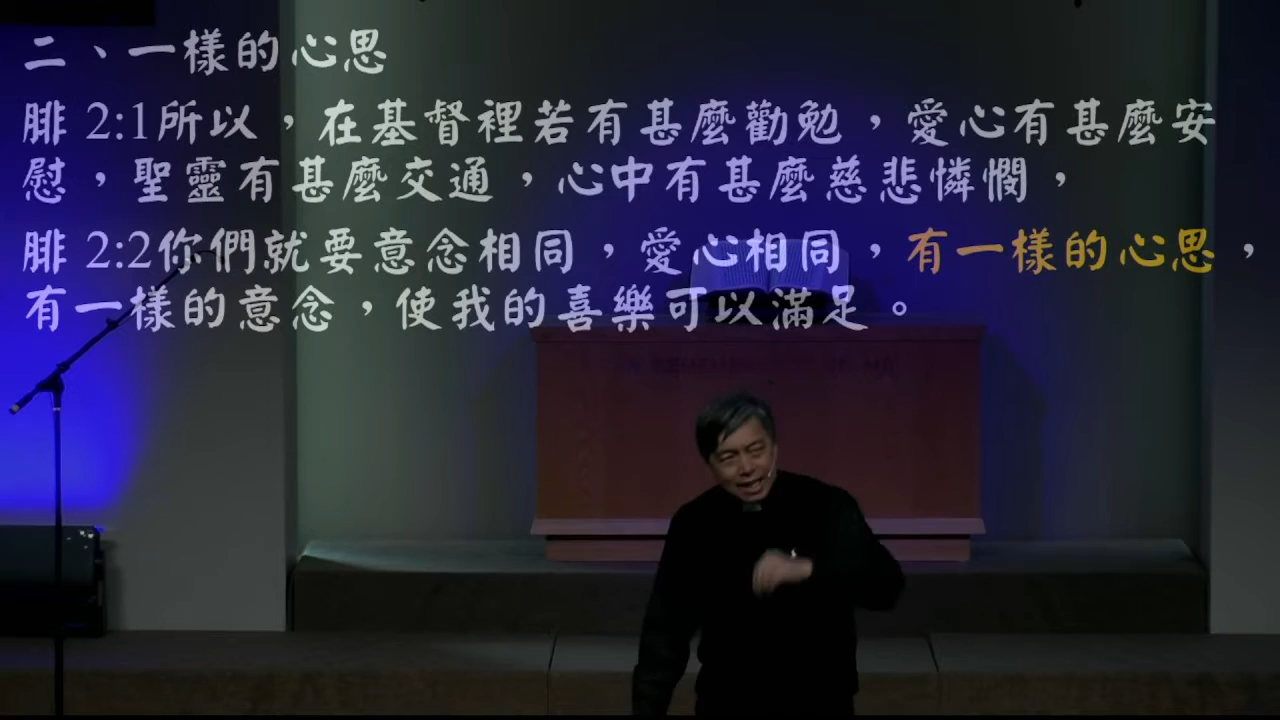 二、一樣的心思
腓 2:1所以，在基督裡若有甚麼勸勉，愛心有甚麼安
慰，聖靈有甚麼交通，心中有甚麼慈悲憐憫，
腓 2:2你們就要意念相同，愛心相同，有一樣的心思，
有一樣的意念，使我的喜樂可以滿足。